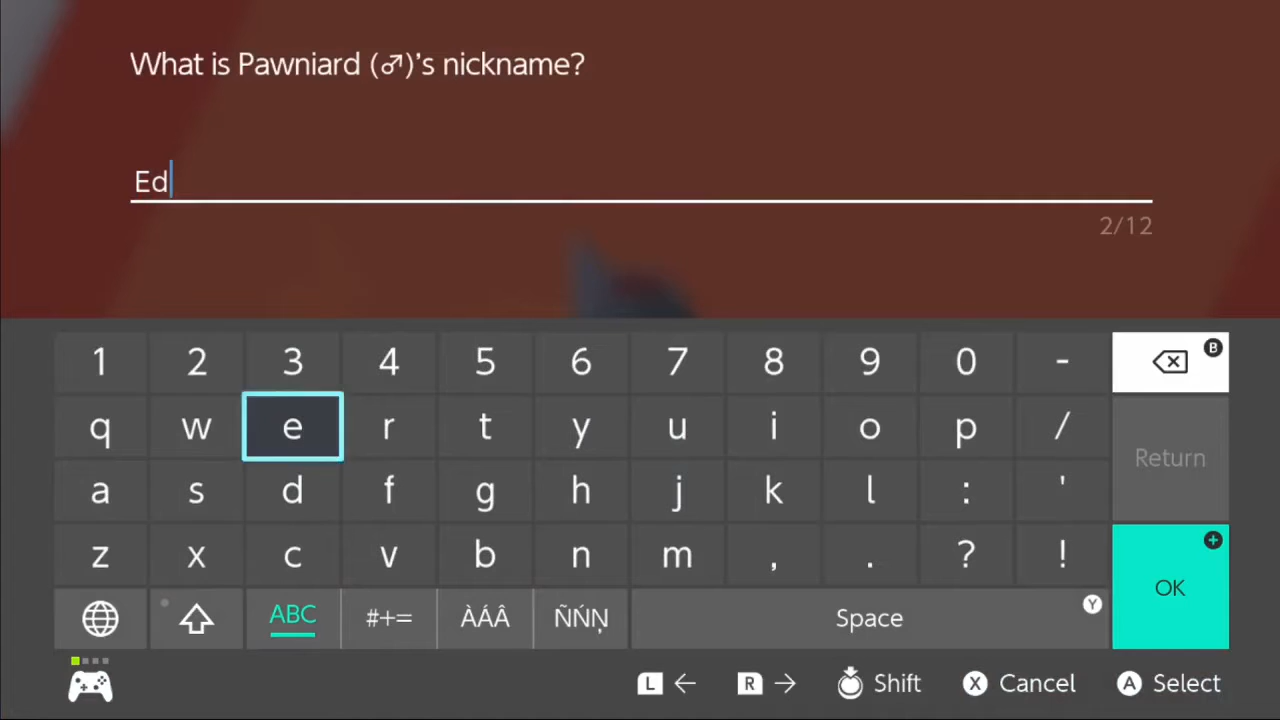 What is Pawniard (♂)'s nickname?
Ed
2/12
1 2 3 4 5 6 7 8 9 0 - B
q w e r t y u i o p /
Return
a s d f g h j k l : '
z x c v b n m , . ? ! + OK
ABC #+= ÀÁÂ ÑŃŅ Space Y
L ← R → Shift X Cancel A Select